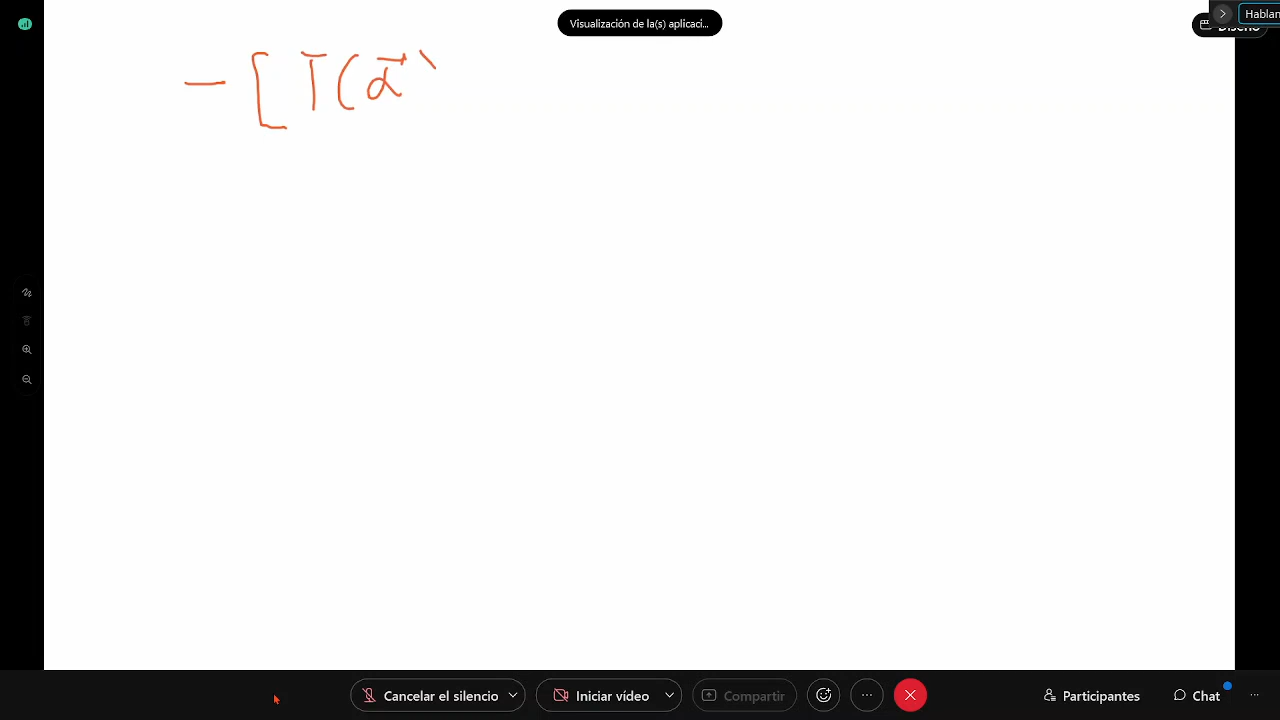 Visualización de la(s) aplicaci...
Hablan
Diseño
— [ T(α⃗
Cancelar el silencio
Iniciar vídeo
Compartir
Participantes
Chat